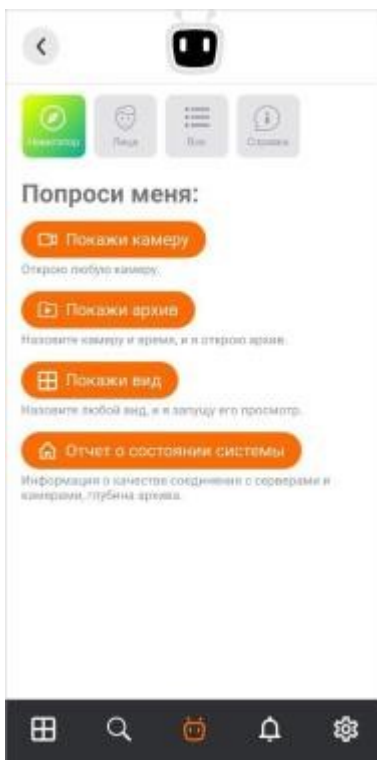 Навигатор
Лица
Все
Справка
Попроси меня:
Покажи камеру
Открою любую камеру.
Покажи архив
Назовите камеру и время, и я открою архив.
Покажи вид
Назовите любой вид, и я запущу его просмотр.
Отчет о состоянии системы
Информация о качестве соединения с серверами и
камерами, глубина архива.